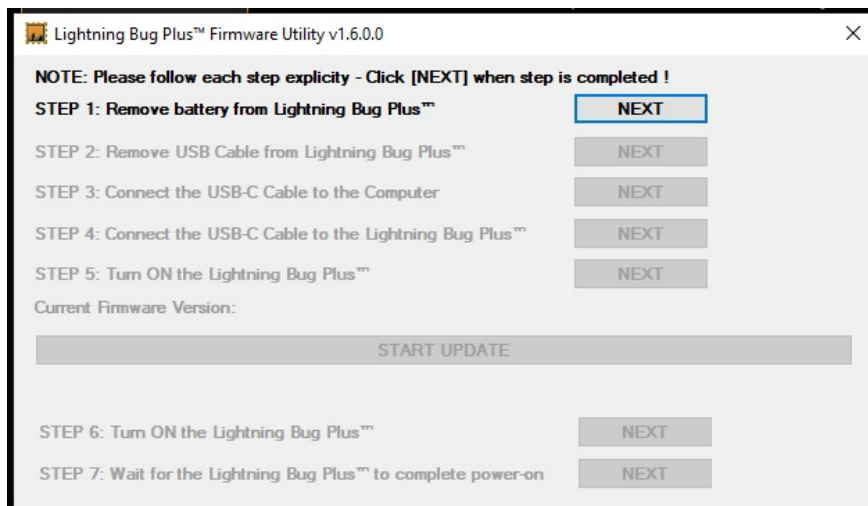 Lightning Bug Plus™ Firmware Utility v1.6.0.0
NOTE: Please follow each step explicity - Click [NEXT] when step is completed !
STEP 1: Remove battery from Lightning Bug Plus™ NEXT
STEP 2: Remove USB Cable from Lightning Bug Plus™ NEXT
STEP 3: Connect the USB-C Cable to the Computer NEXT
STEP 4: Connect the USB-C Cable to the Lightning Bug Plus™ NEXT
STEP 5: Turn ON the Lightning Bug Plus™ NEXT
Current Firmware Version:
START UPDATE
STEP 6: Turn ON the Lightning Bug Plus™ NEXT
STEP 7: Wait for the Lightning Bug Plus™ to complete power-on NEXT